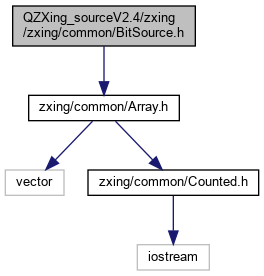 QZXing_sourceV2.4/zxing
/zxing/common/BitSource.h
zxing/common/Array.h
vector
zxing/common/Counted.h
iostream